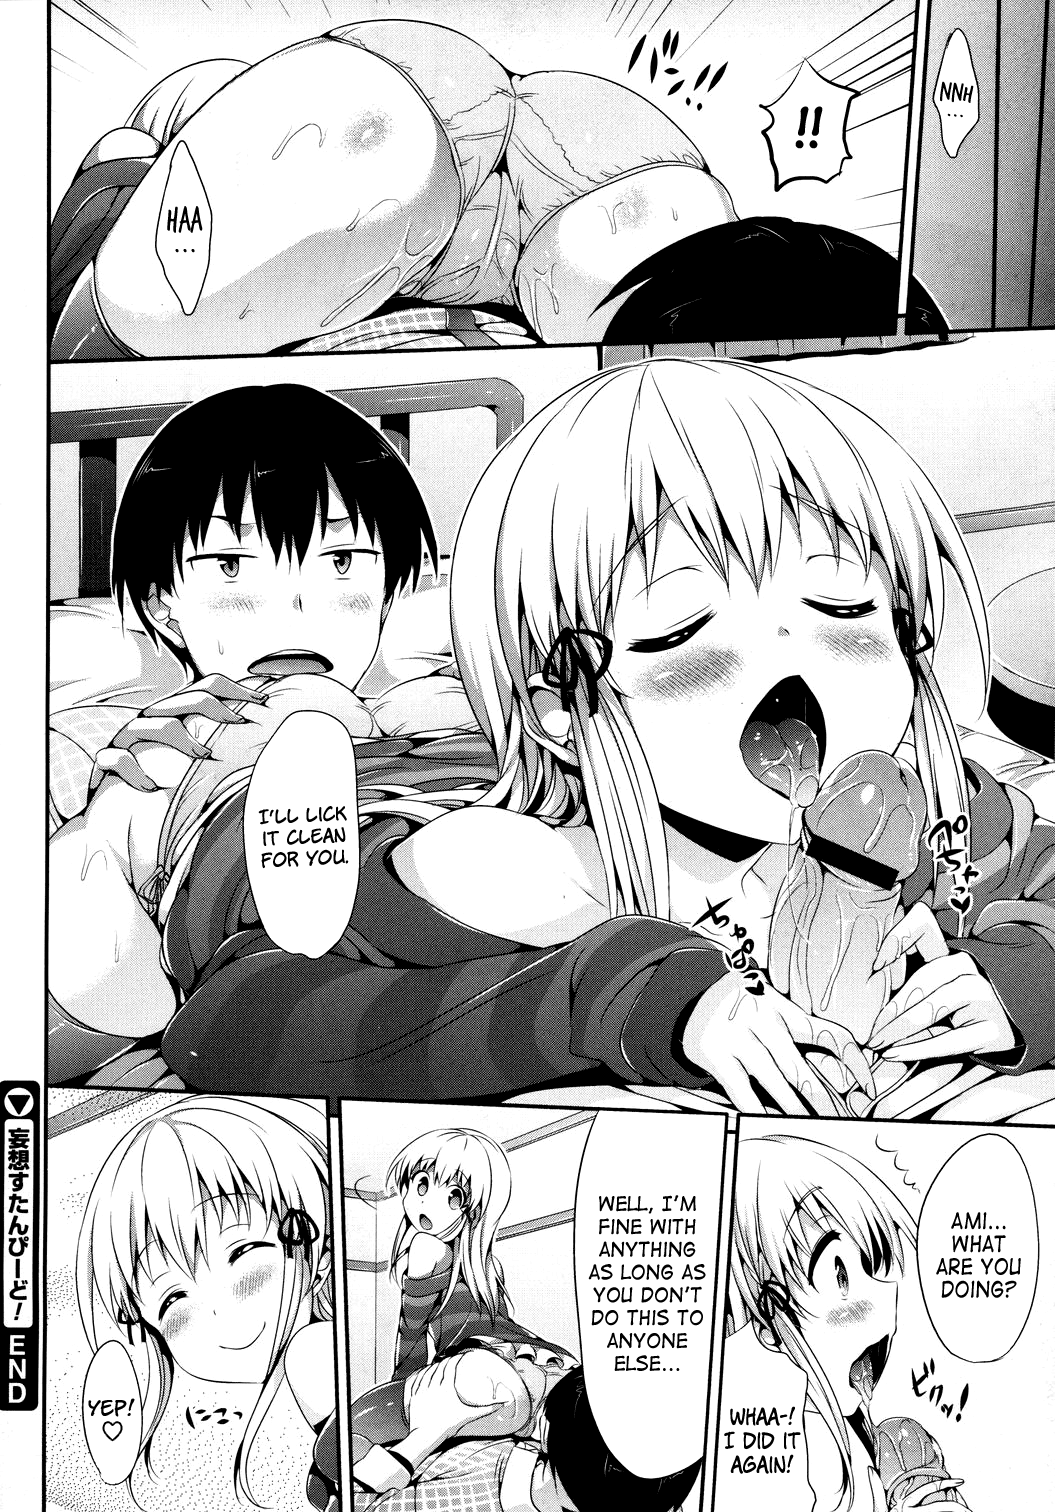 NNH
...
!!
HAA
...
I'LL LICK
IT CLEAN
FOR YOU.
AMI...
WHAT
ARE YOU
DOING?
WHAA-!
I DID IT
AGAIN!
WELL, I'M
FINE WITH
ANYTHING
AS LONG AS
YOU DON'T
DO THIS TO
ANYONE
ELSE...
YEP!
♡
妄想すたんぴーど!
END